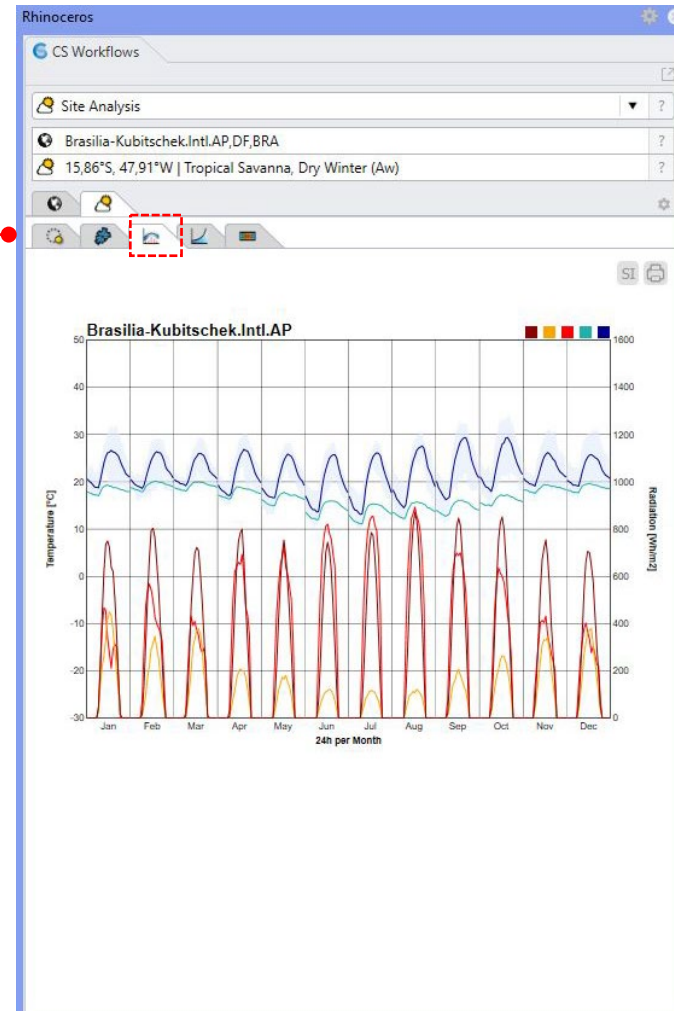 Rhinoceros
CS Workflows
Site Analysis
?
Brasilia-Kubitschek.Intl.AP,DF,BRA
?
15,86°S, 47,91°W | Tropical Savanna, Dry Winter (Aw)
?
SI
Brasilia-Kubitschek.Intl.AP
50
1600
40
1400
30
1200
20
1000
10
800
0
600
-10
400
-20
200
-30
0
Temperature [°C]
Radiation [Wh/m2]
Jan Feb Mar Apr May Jun Jul Aug Sep Oct Nov Dec
24h per Month